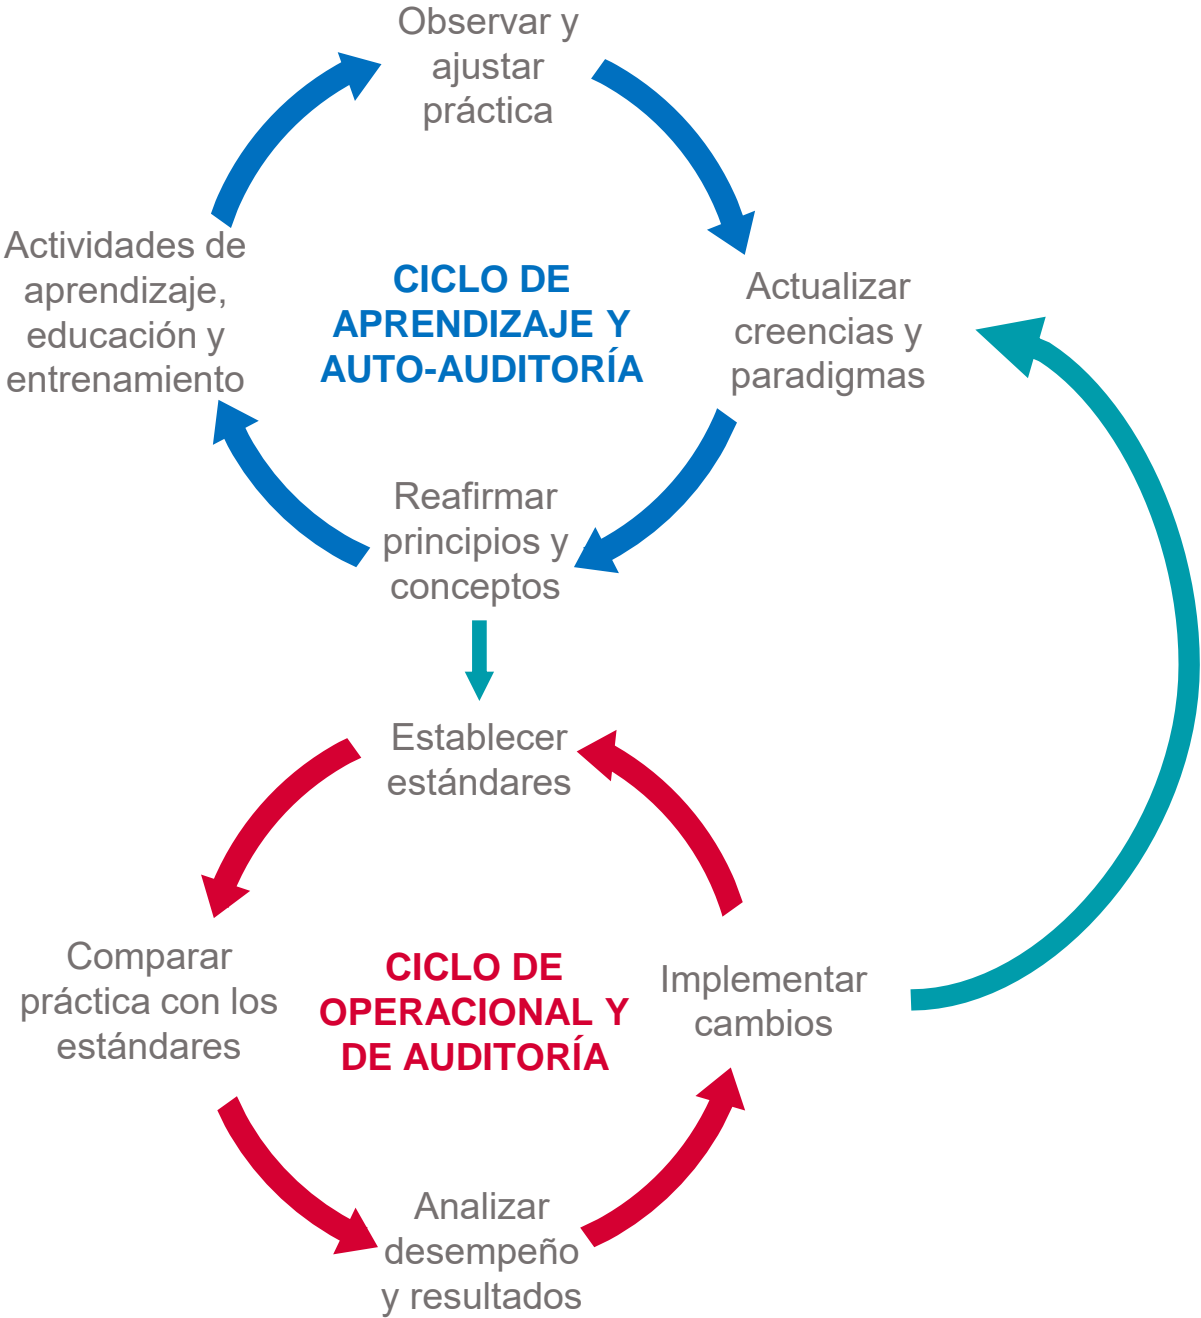 Observar y
ajustar
práctica
Actividades de
aprendizaje,
educación y
entrenamiento
CICLO DE
APRENDIZAJE Y
AUTO-AUDITORÍA
Actualizar
creencias y
paradigmas
Reafirmar
principios y
conceptos
Establecer
estándares
Comparar
práctica con los
estándares
CICLO DE
OPERACIONAL Y
DE AUDITORÍA
Implementar
cambios
Analizar
desempeño
y resultados